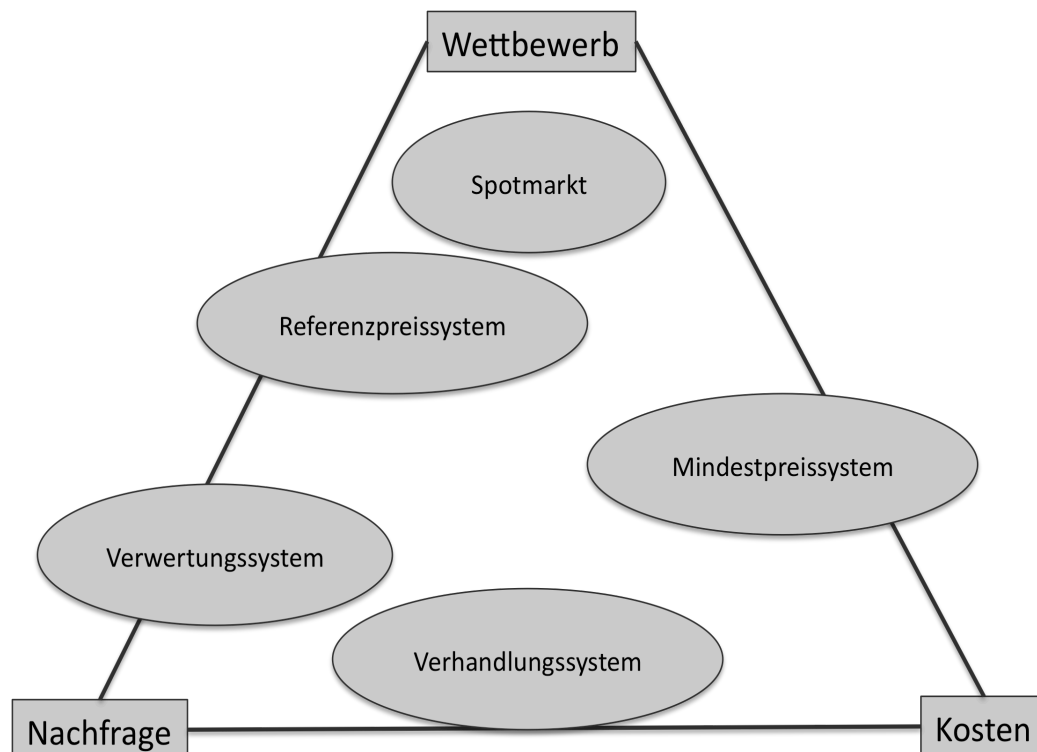 Wettbewerb
Spotmarkt
Referenzpreissystem
Mindestpreissystem
Verwertungssystem
Verhandlungssystem
Nachfrage
Kosten